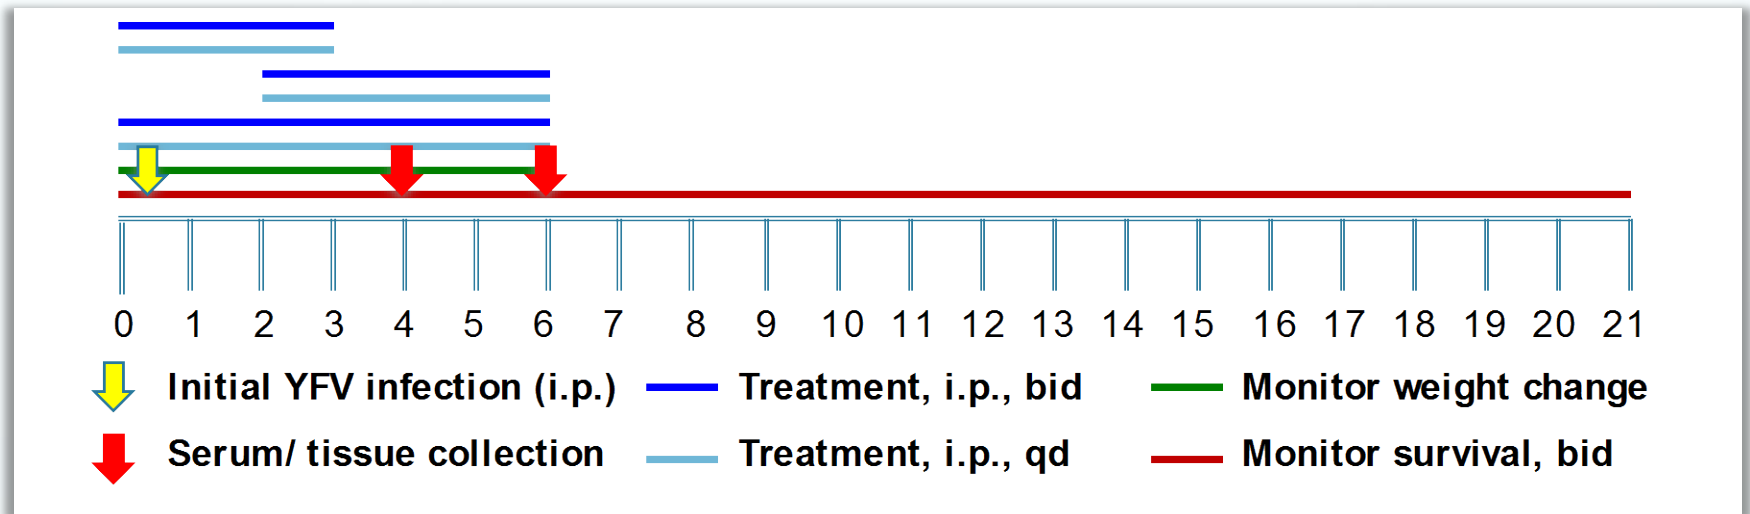 0 1 2 3 4 5 6 7 8 9 10 11 12 13 14 15 16 17 18 19 20 21
Initial YFV infection (i.p.) Treatment, i.p., bid Monitor weight change
Serum/ tissue collection Treatment, i.p., qd Monitor survival, bid